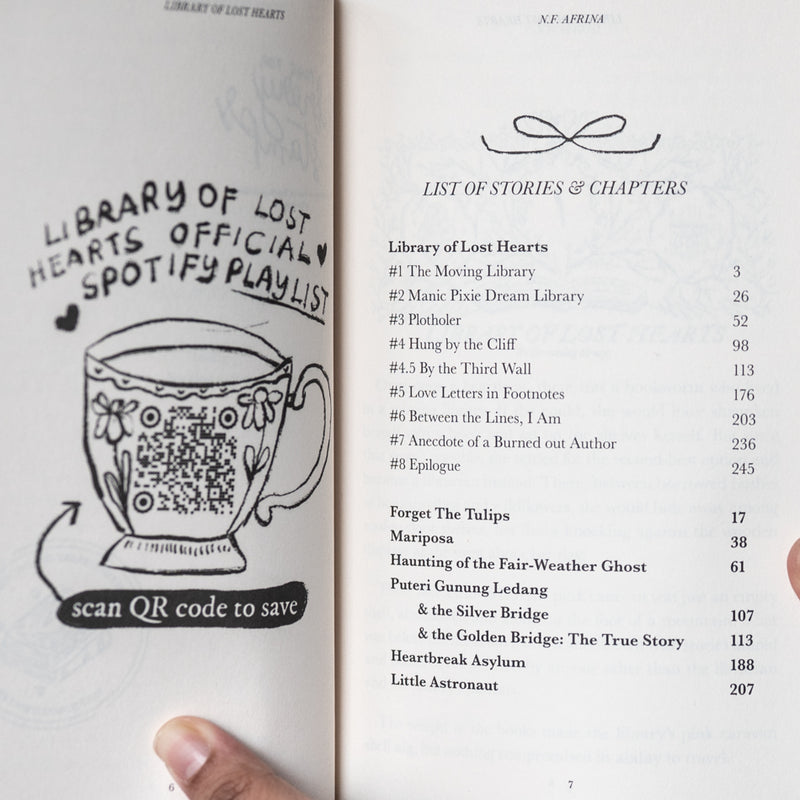 LIBRARY OF LOST HEARTS
LIBRARY OF LOST
HEARTS OFFICIAL
SPOTIFY PLAYLIST
scan QR code to save
6
N.F. AFRINA
LIST OF STORIES & CHAPTERS
Library of Lost Hearts
#1 The Moving Library 3
#2 Manic Pixie Dream Library 26
#3 Plotholer 52
#4 Hung by the Cliff 98
#4.5 By the Third Wall 113
#5 Love Letters in Footnotes 176
#6 Between the Lines, I Am 203
#7 Anecdote of a Burned out Author 236
#8 Epilogue 245
Forget The Tulips 17
Mariposa 38
Haunting of the Fair-Weather Ghost 61
Puteri Gunung Ledang
& the Silver Bridge 107
& the Golden Bridge: The True Story 113
Heartbreak Asylum 188
Little Astronaut 207
7